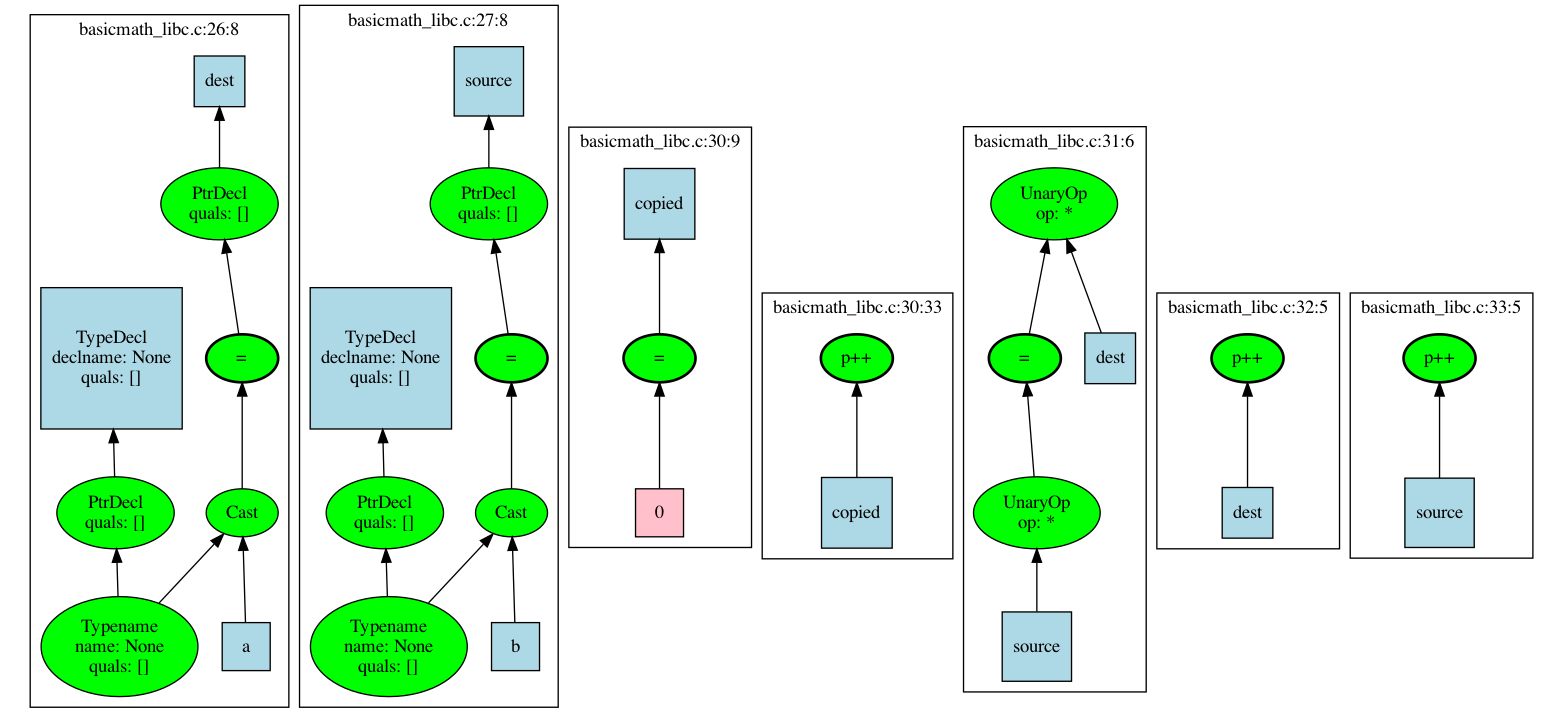 basicmath_libc.c:26:8
dest
PtrDecl
quals: []
TypeDecl
declname: None
quals: []
=
PtrDecl
quals: []
Cast
Typename
name: None
quals: []
a
basicmath_libc.c:27:8
source
PtrDecl
quals: []
TypeDecl
declname: None
quals: []
=
PtrDecl
quals: []
Cast
Typename
name: None
quals: []
b
basicmath_libc.c:30:9
copied
=
0
basicmath_libc.c:30:33
p++
copied
basicmath_libc.c:31:6
UnaryOp
op: *
=
dest
UnaryOp
op: *
source
basicmath_libc.c:32:5
p++
dest
basicmath_libc.c:33:5
p++
source